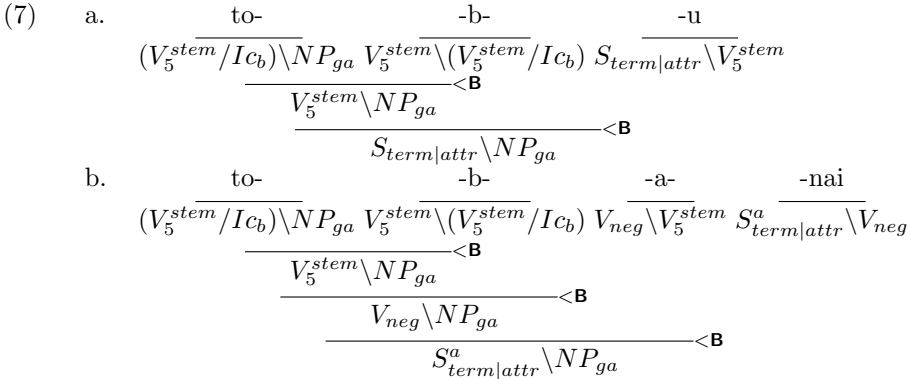 (7) a. to- -b- -u
(V_5^{stem}/Ic_b)\NP_{ga} V_5^{stem}\(V_5^{stem}/Ic_b) S_{term|attr}\V_5^{stem}
<B
V_5^{stem}\NP_{ga}
<B
S_{term|attr}\NP_{ga}
b. to- -b- -a- -nai
(V_5^{stem}/Ic_b)\NP_{ga} V_5^{stem}\(V_5^{stem}/Ic_b) V_{neg}\V_5^{stem} S^a_{term|attr}\V_{neg}
<B
V_5^{stem}\NP_{ga}
<B
V_{neg}\NP_{ga}
<B
S^a_{term|attr}\NP_{ga}